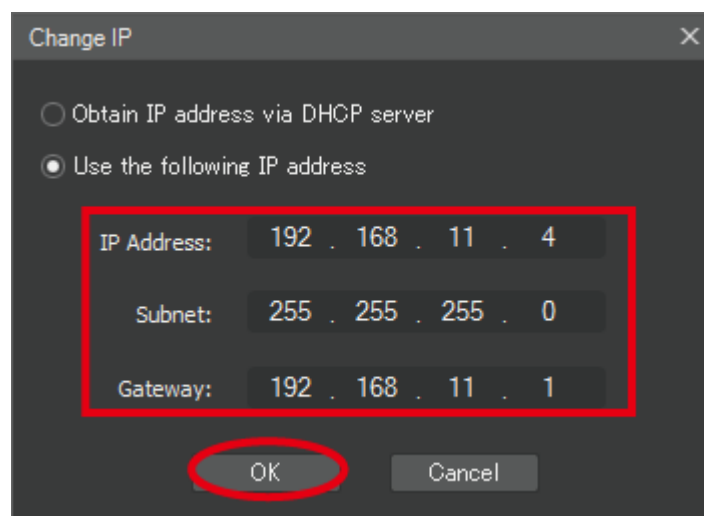 Change IP
Obtain IP address via DHCP server
Use the following IP address
IP Address: 192 . 168 . 11 . 4
Subnet: 255 . 255 . 255 . 0
Gateway: 192 . 168 . 11 . 1
OK Cancel